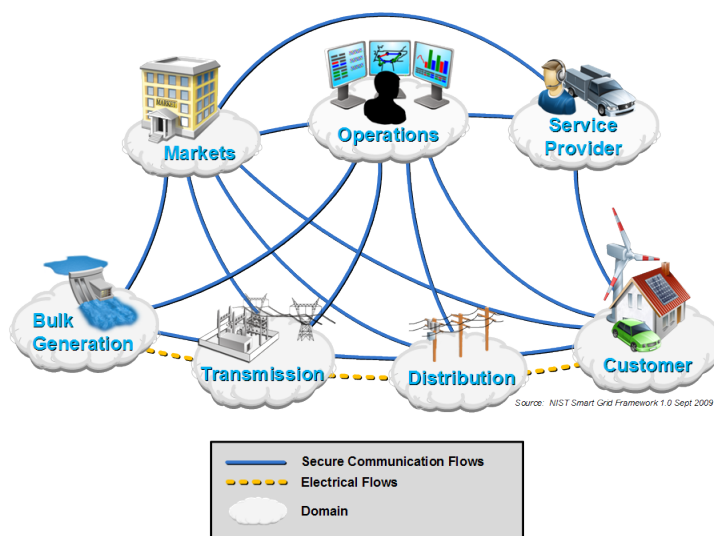 MARKET
Markets
Operations
Service
Provider
Bulk
Generation
Transmission
Distribution
Customer
Source: NIST Smart Grid Framework 1.0 Sept 2009
Secure Communication Flows
Electrical Flows
Domain